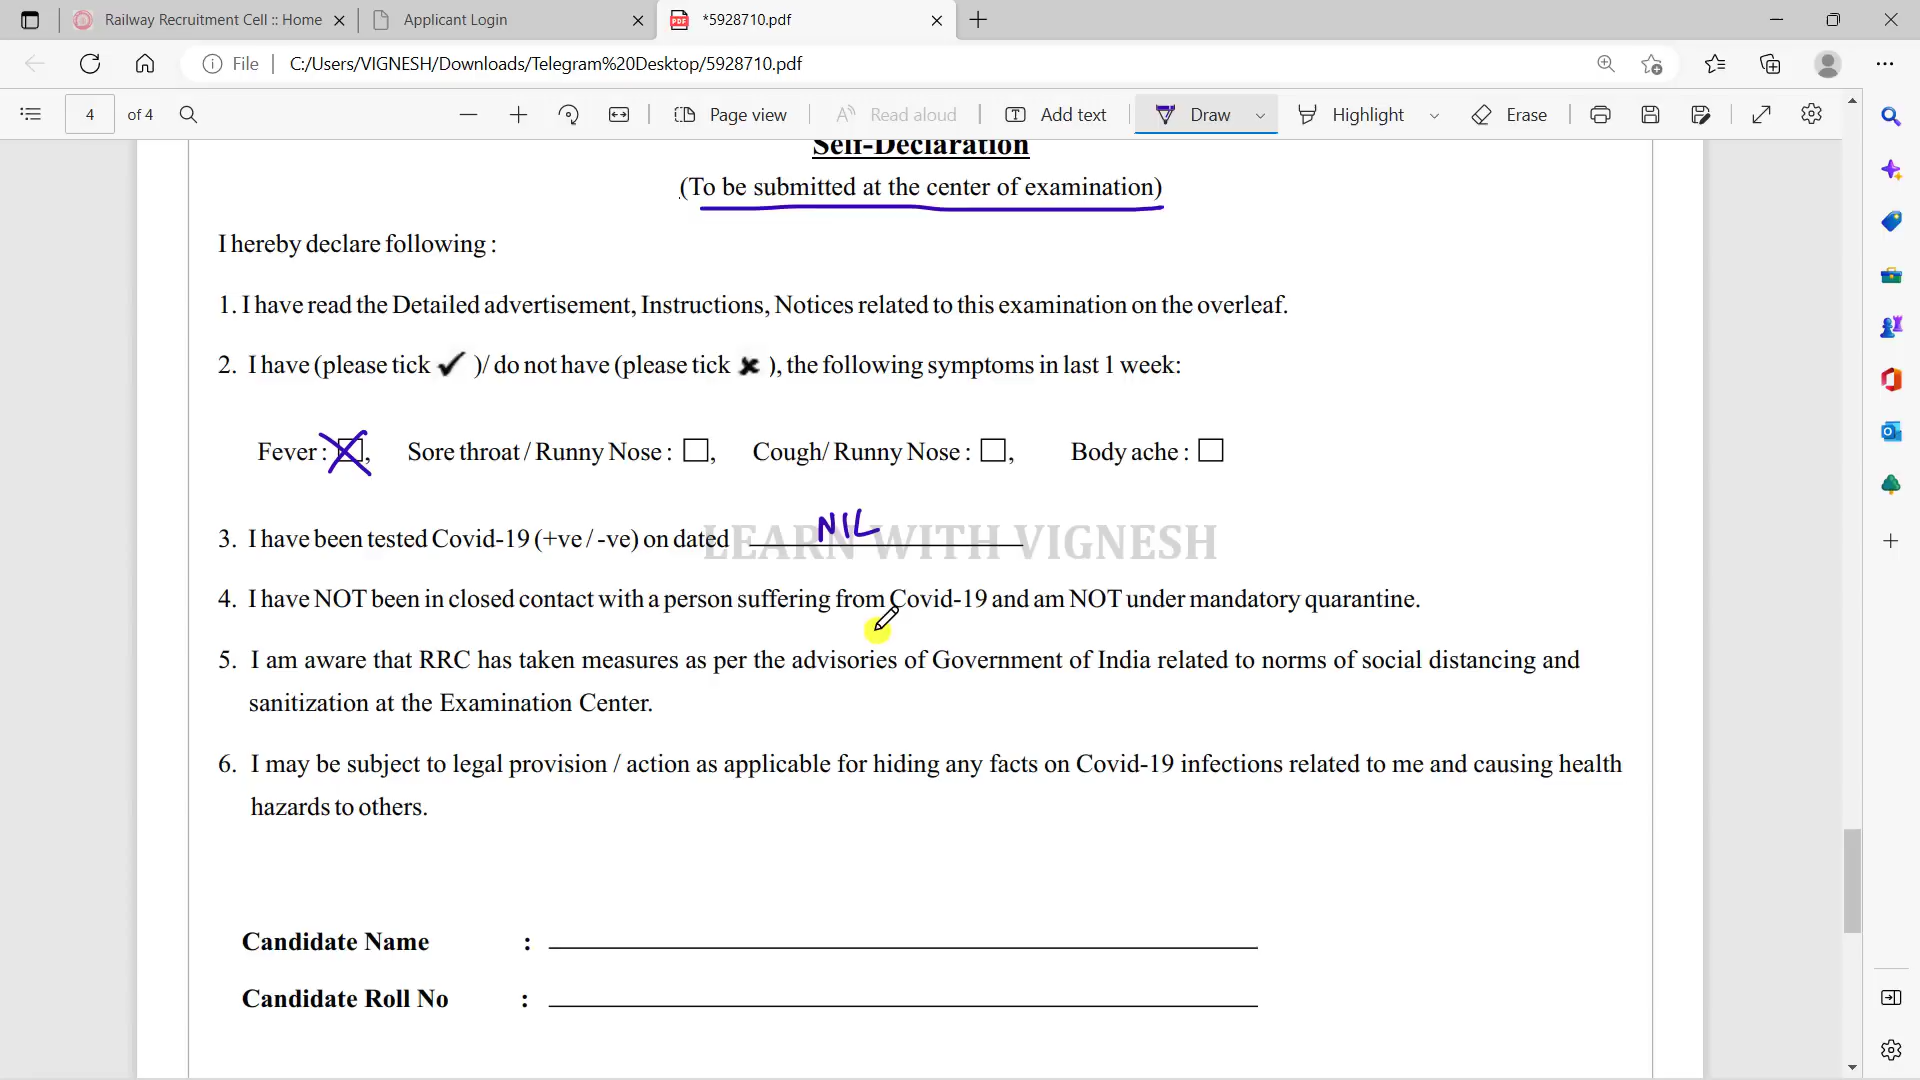 Railway Recruitment Cell :: Home
Applicant Login
*5928710.pdf
File
C:/Users/VIGNESH/Downloads/Telegram%20Desktop/5928710.pdf
4 of 4
Page view
Read aloud
Add text
Draw
Highlight
Erase
Self-Declaration
(To be submitted at the center of examination)
I hereby declare following :
1. I have read the Detailed advertisement, Instructions, Notices related to this examination on the overleaf.
2. I have (please tick ✔ )/ do not have (please tick ✖ ), the following symptoms in last 1 week:
Fever : , Sore throat / Runny Nose : , Cough/ Runny Nose : , Body ache :
3. I have been tested Covid-19 (+ve / -ve) on dated NIL
LEARN WITH VIGNESH
4. I have NOT been in closed contact with a person suffering from Covid-19 and am NOT under mandatory quarantine.
5. I am aware that RRC has taken measures as per the advisories of Government of India related to norms of social distancing and
sanitization at the Examination Center.
6. I may be subject to legal provision / action as applicable for hiding any facts on Covid-19 infections related to me and causing health
hazards to others.
Candidate Name :
Candidate Roll No :